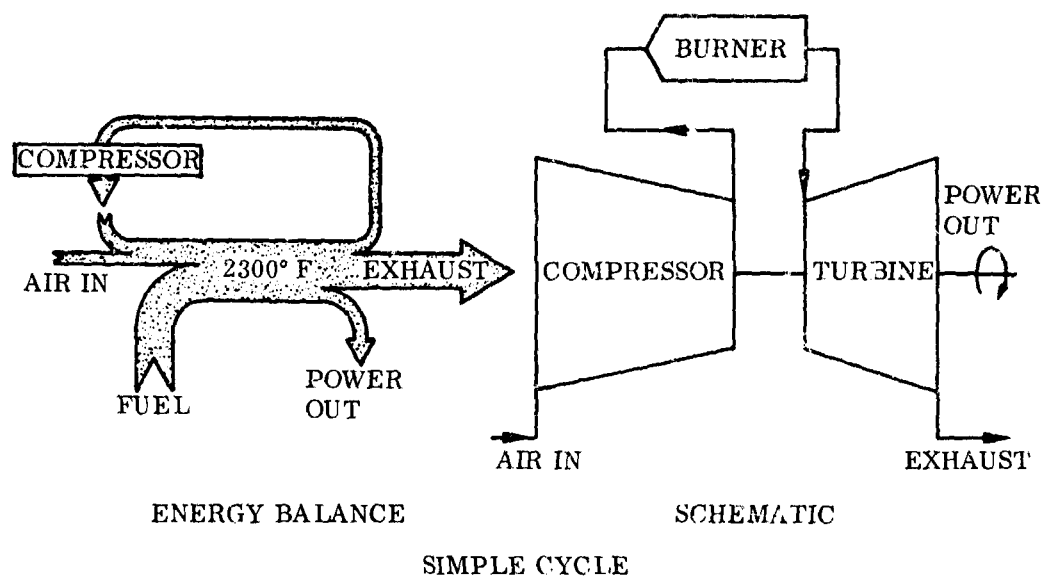 BURNER
COMPRESSOR
POWER
OUT
2300° F
EXHAUST
COMPRESSOR
TURBINE
AIR IN
POWER
OUT
FUEL
AIR IN
EXHAUST
ENERGY BALANCE
SCHEMATIC
SIMPLE CYCLE